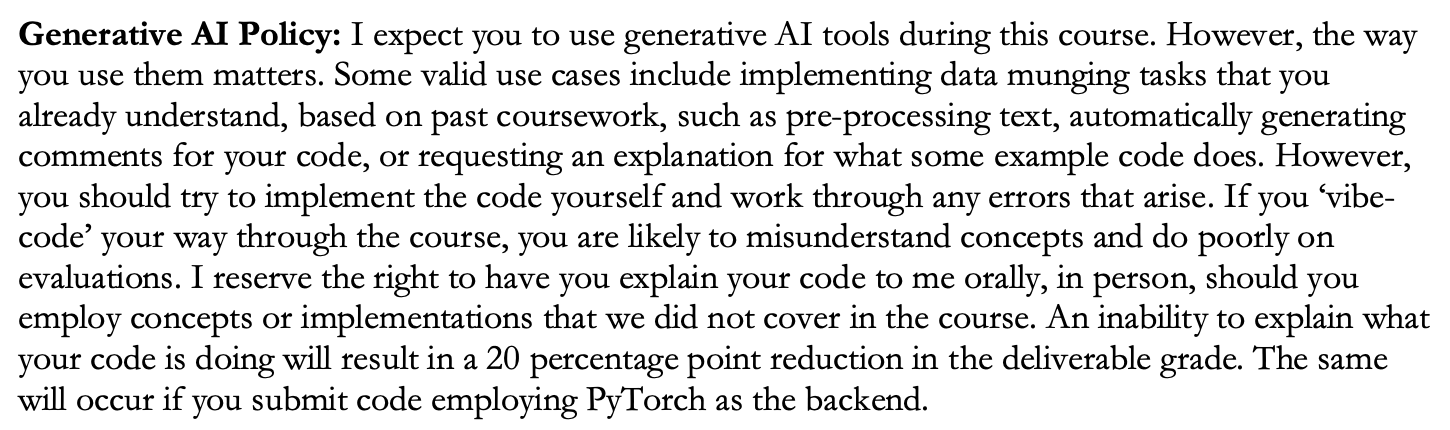 Generative AI Policy: I expect you to use generative AI tools during this course. However, the way
you use them matters. Some valid use cases include implementing data munging tasks that you
already understand, based on past coursework, such as pre-processing text, automatically generating
comments for your code, or requesting an explanation for what some example code does. However,
you should try to implement the code yourself and work through any errors that arise. If you ‘vibe-
code’ your way through the course, you are likely to misunderstand concepts and do poorly on
evaluations. I reserve the right to have you explain your code to me orally, in person, should you
employ concepts or implementations that we did not cover in the course. An inability to explain what
your code is doing will result in a 20 percentage point reduction in the deliverable grade. The same
will occur if you submit code employing PyTorch as the backend.